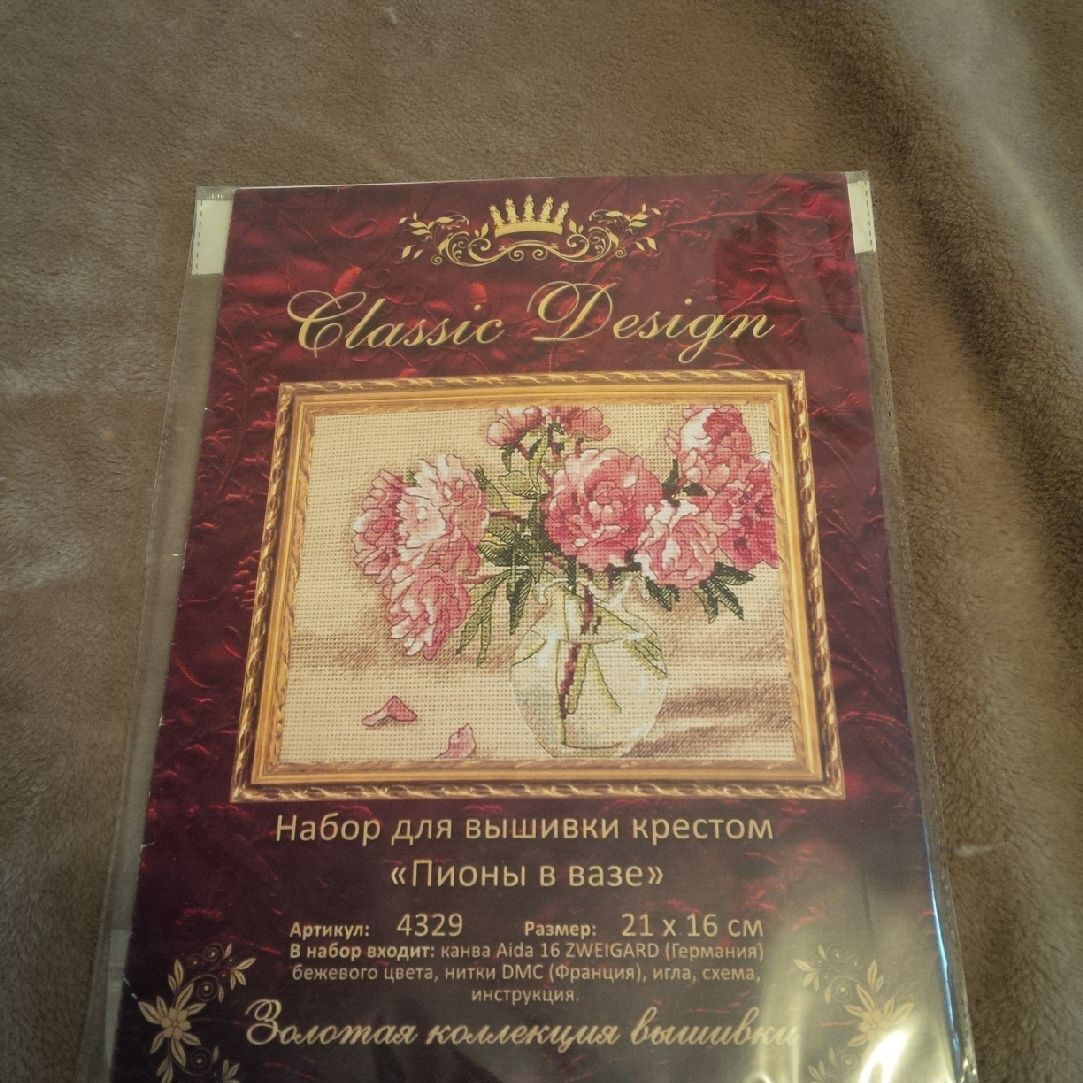 Classic Design
Набор для вышивки крестом
«Пионы в вазе»
Артикул: 4329 Размер: 21 x 16 см
В набор входит: канва Aida 16 ZWEIGARD (Германия)
бежевого цвета, нитки DMC (Франция), игла, схема,
инструкция.
Золотая коллекция вышивки